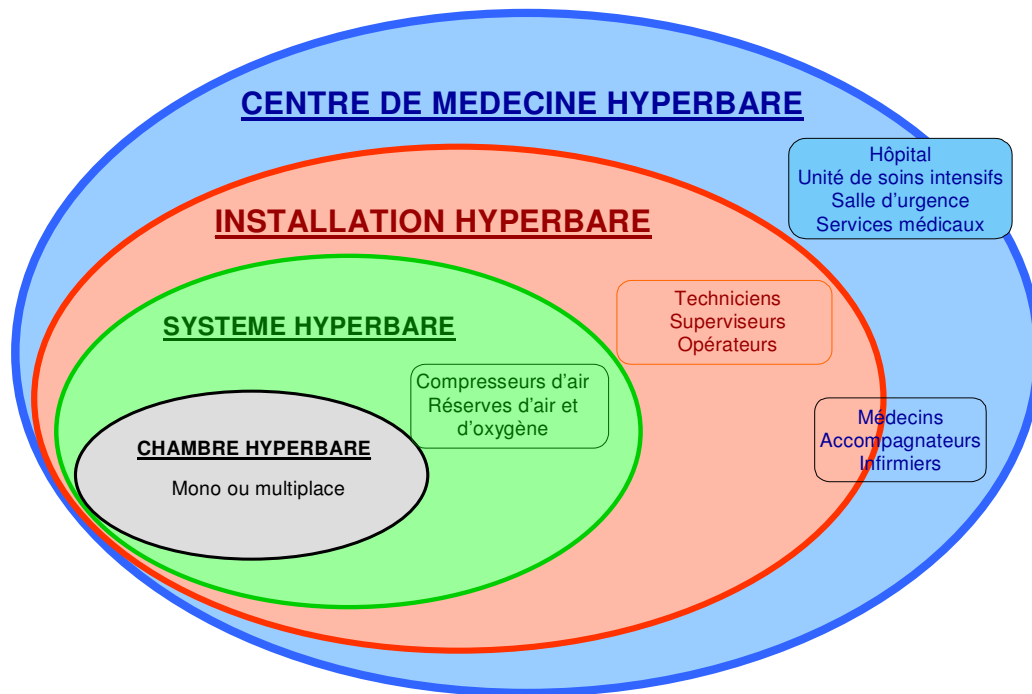 CENTRE DE MEDECINE HYPERBARE
Hôpital
Unité de soins intensifs
Salle d'urgence
Services médicaux
INSTALLATION HYPERBARE
Techniciens
Superviseurs
Opérateurs
SYSTEME HYPERBARE
Compresseurs d'air
Réserves d'air et
d'oxygène
Médecins
Accompagnateurs
Infirmiers
CHAMBRE HYPERBARE
Mono ou multiplace